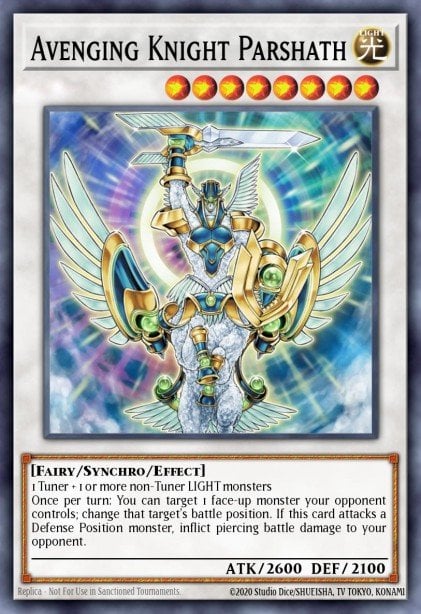 AVENGING KNIGHT PARSHATH
LIGHT
光
[FAIRY/SYNCHRO/EFFECT]
1 Tuner + 1 or more non-Tuner LIGHT monsters
Once per turn: You can target 1 face-up monster your opponent
controls; change that target's battle position. If this card attacks a
Defense Position monster, inflict piercing battle damage to your
opponent.
ATK/2600 DEF/2100
Replica - Not For Use in Sanctioned Tournaments.
©2020 Studio Dice/SHUEISHA, TV TOKYO, KONAMI